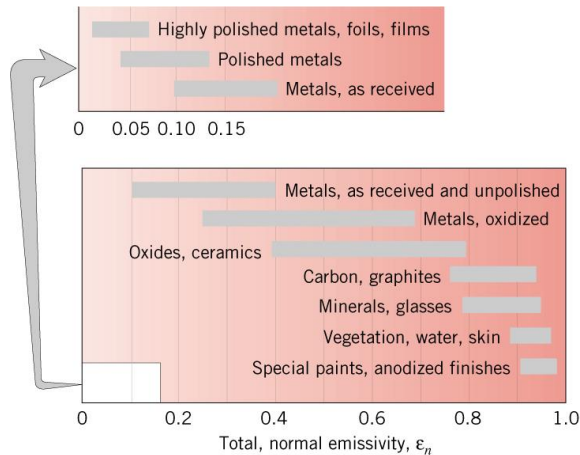 Highly polished metals, foils, films
Polished metals
Metals, as received
0 0.05 0.10 0.15
Metals, as received and unpolished
Metals, oxidized
Oxides, ceramics
Carbon, graphites
Minerals, glasses
Vegetation, water, skin
Special paints, anodized finishes
0 0.2 0.4 0.6 0.8 1.0
Total, normal emissivity, εn